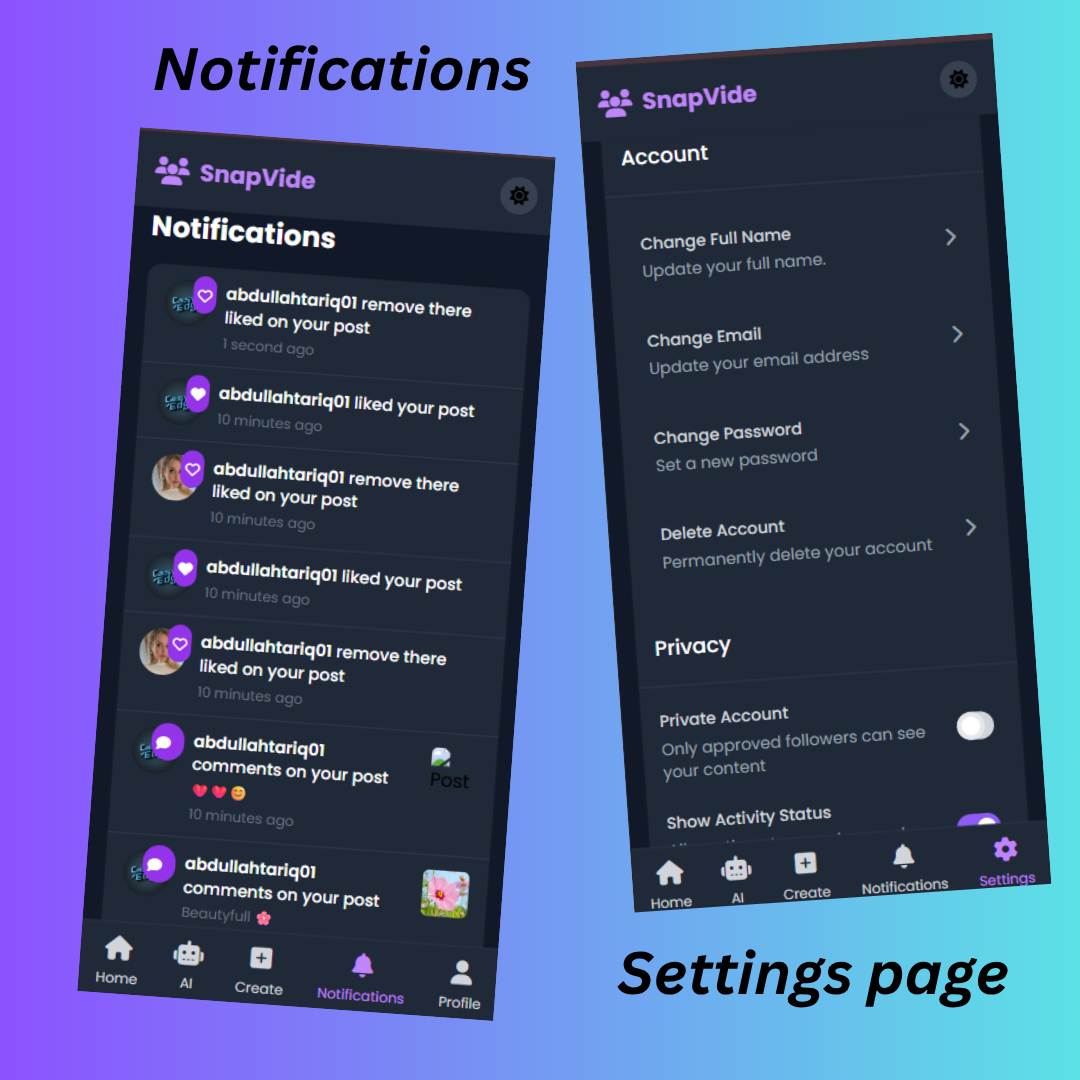 Notifications
SnapVide
Notifications
abdullahtariq01 remove there
liked on your post
1 second ago
abdullahtariq01 liked your post
10 minutes ago
abdullahtariq01 remove there
liked on your post
10 minutes ago
abdullahtariq01 liked your post
10 minutes ago
abdullahtariq01 remove there
liked on your post
10 minutes ago
abdullahtariq01
comments on your post
💔 💔 😊
Post
10 minutes ago
abdullahtariq01
comments on your post
Beautyfull 🌸
Home
AI
Create
Notifications
Profile
SnapVide
Account
Change Full Name
Update your full name.
Change Email
Update your email address
Change Password
Set a new password
Delete Account
Permanently delete your account
Privacy
Private Account
Only approved followers can see
your content
Show Activity Status
Home
AI
Create
Notifications
Settings
Settings page